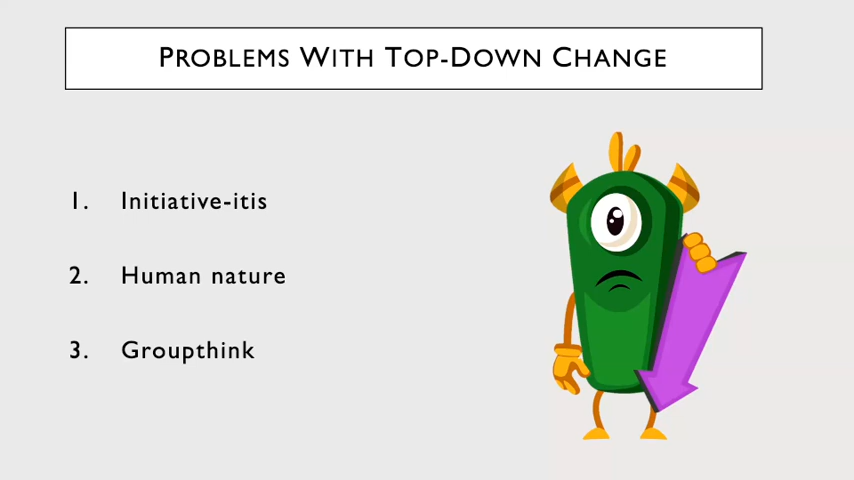 PROBLEMS WITH TOP-DOWN CHANGE
1. Initiative-itis
2. Human nature
3. Groupthink